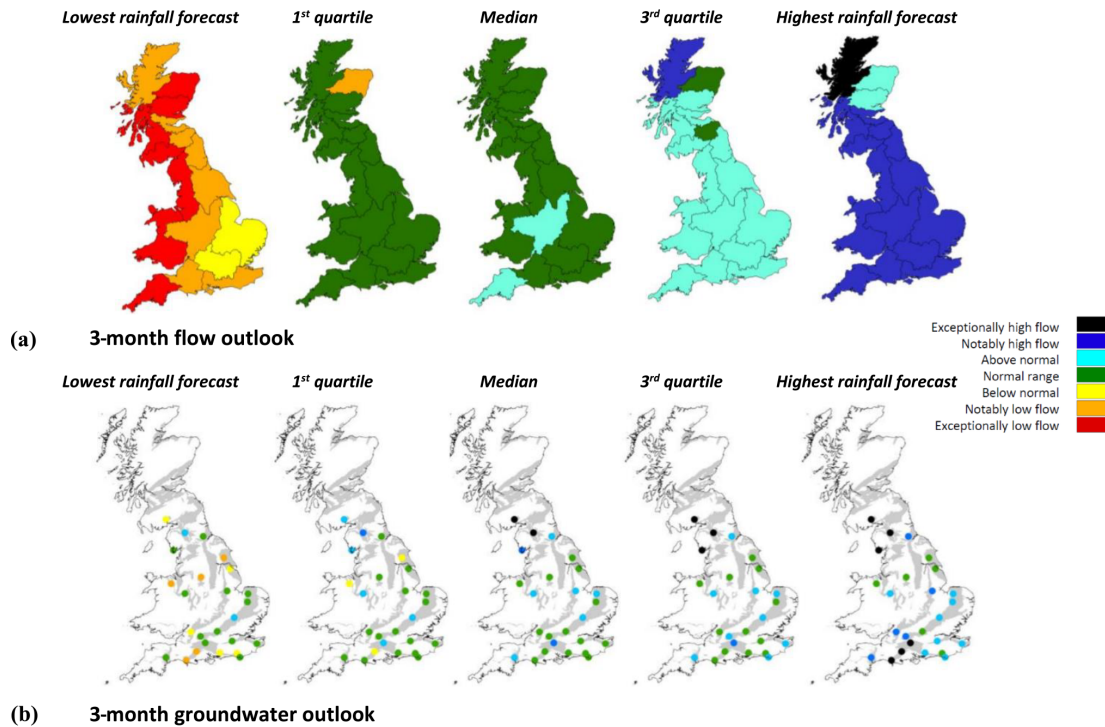 Lowest rainfall forecast 1st quartile Median 3rd quartile Highest rainfall forecast
(a) 3-month flow outlook
Exceptionally high flow
Notably high flow
Above normal
Normal range
Below normal
Notably low flow
Exceptionally low flow
Lowest rainfall forecast 1st quartile Median 3rd quartile Highest rainfall forecast
(b) 3-month groundwater outlook